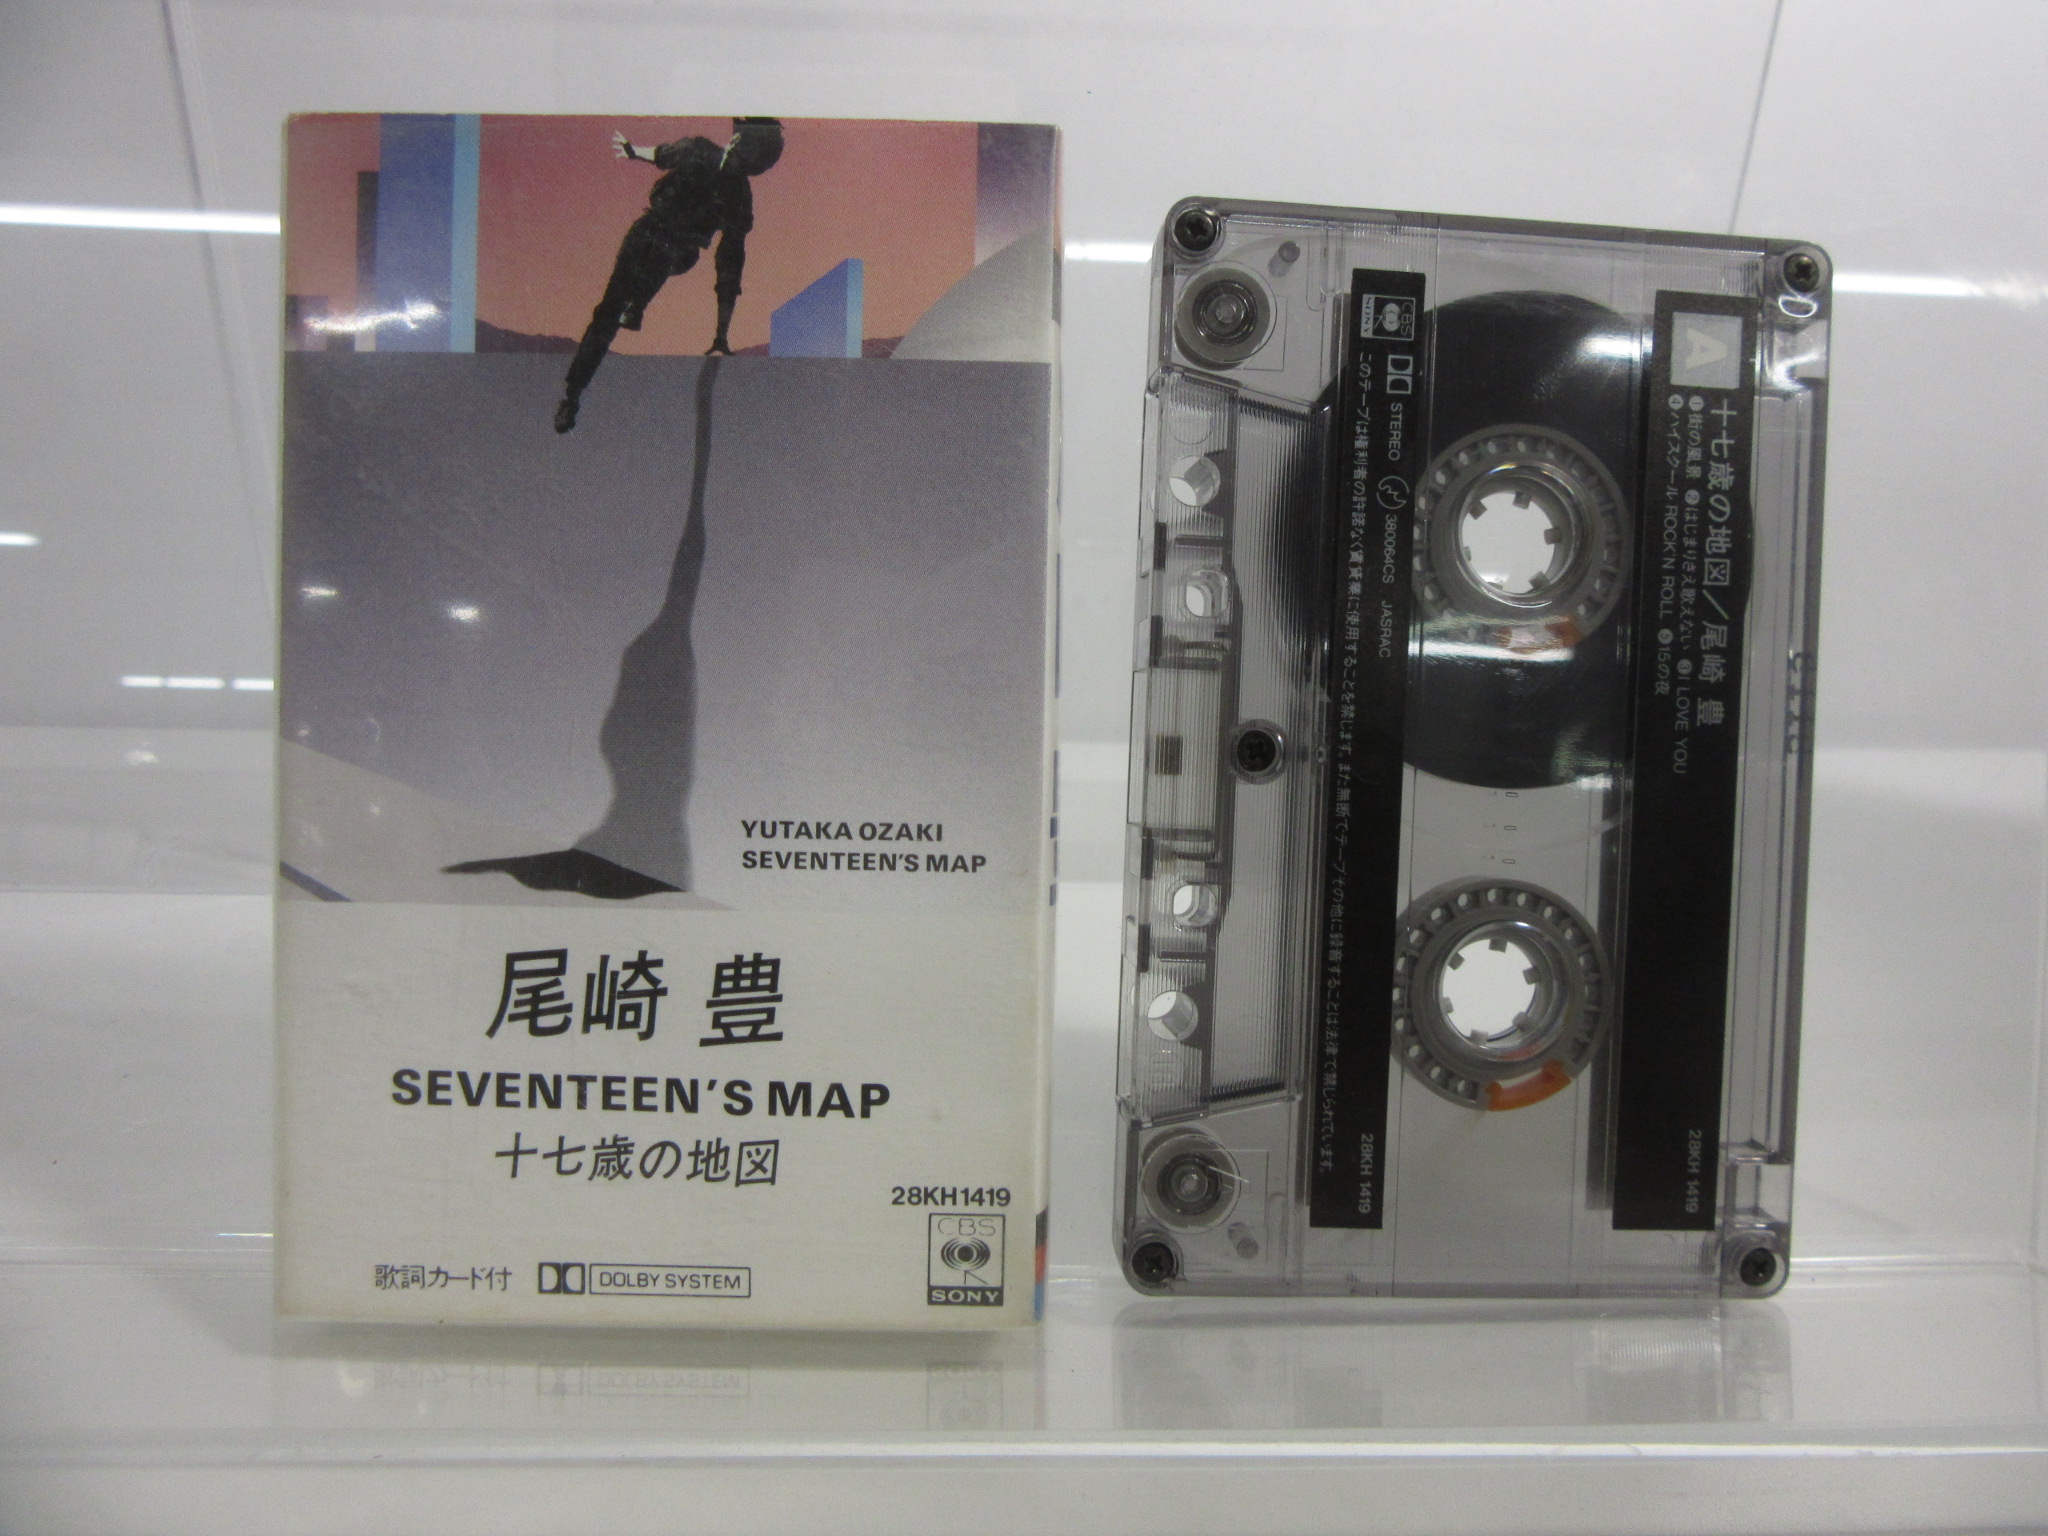 YUTAKA OZAKI
SEVENTEEN'S MAP
尾崎 豊
SEVENTEEN'S MAP
十七歳の地図
28KH1419
CBS
SONY
歌詞カード付 DOLBY SYSTEM
A
十七歳の地図/尾崎 豊
❶街の風景 ❷はじまりさえ歌えない ❸I LOVE YOU
❹ハイスクール ROCK'N ROLL ❺15の夜
28KH 1419
CBS
SONY
STEREO 380064CS JASRAC
28KH 1419
このテープは権利者の許諾なく賃貸業に使用することを禁じます。また無断でテープその他に録音することは法律で禁じられています。